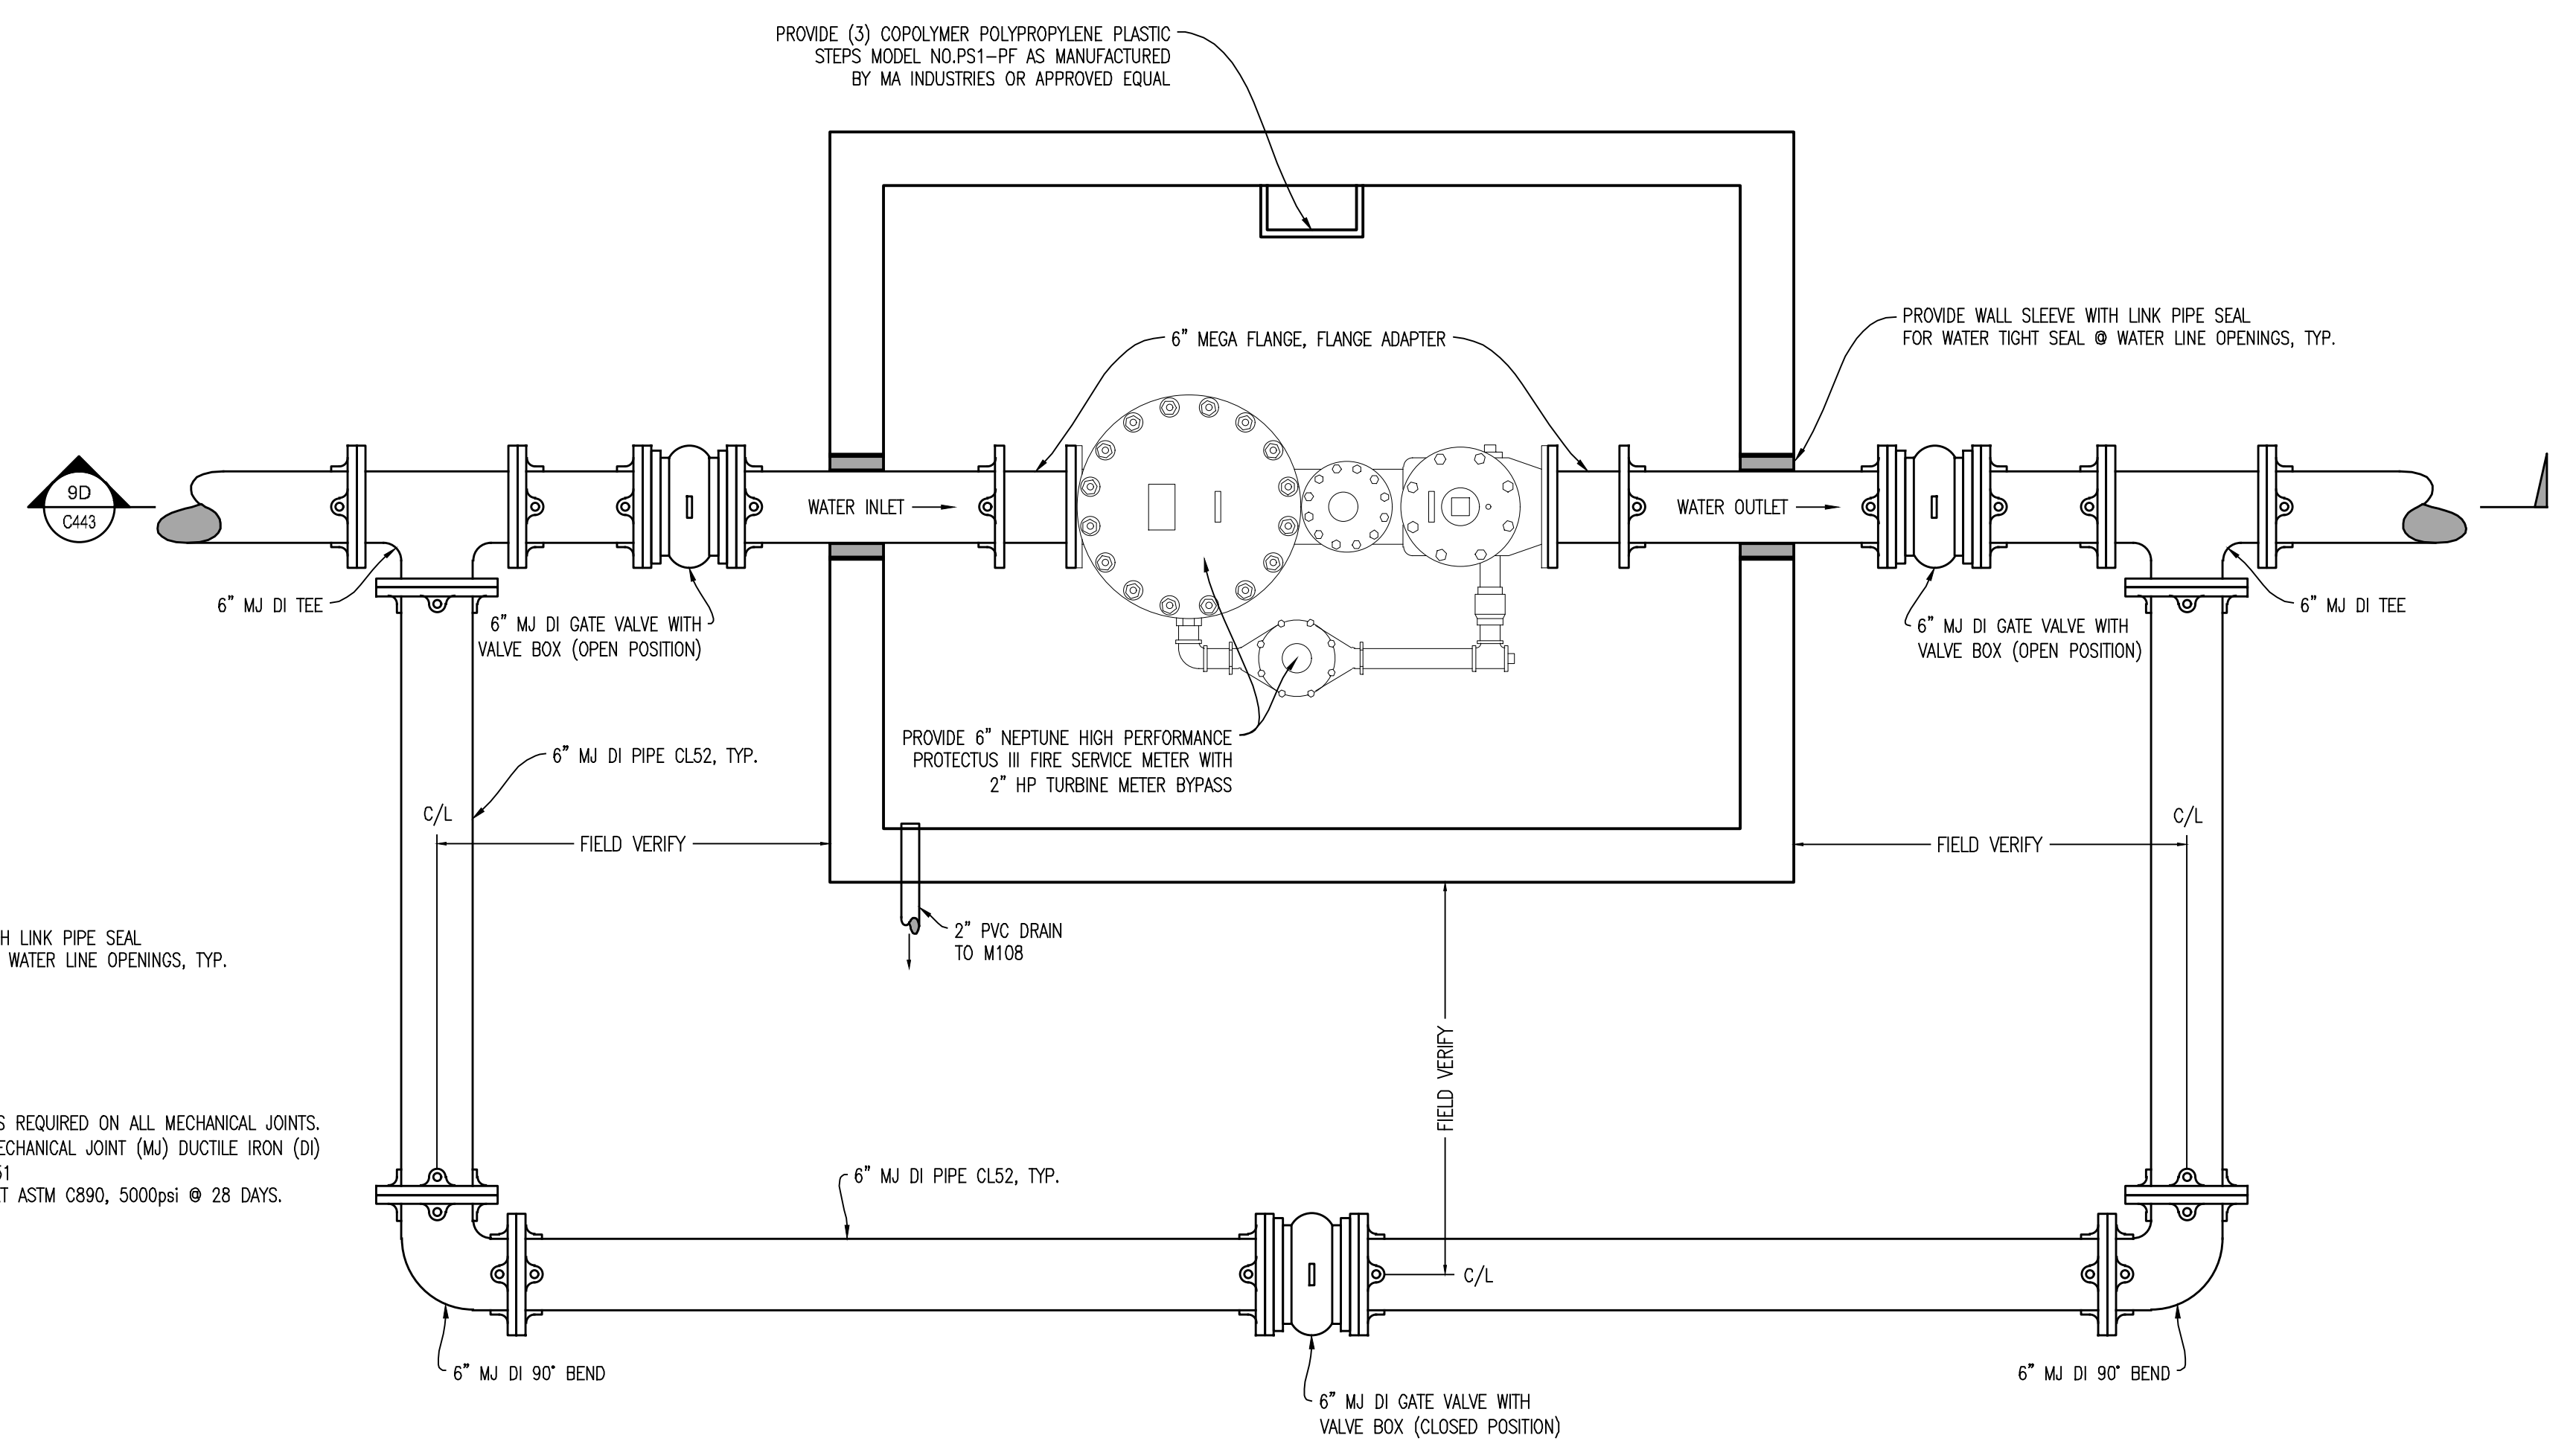 PROVIDE (3) COPOLYMER POLYPROPYLENE PLASTIC
STEPS MODEL NO.PS1-PF AS MANUFACTURED
BY MA INDUSTRIES OR APPROVED EQUAL
PROVIDE WALL SLEEVE WITH LINK PIPE SEAL
FOR WATER TIGHT SEAL @ WATER LINE OPENINGS, TYP.
6" MEGA FLANGE, FLANGE ADAPTER
9D
C443
WATER INLET
WATER OUTLET
6" MJ DI TEE
6" MJ DI GATE VALVE WITH
VALVE BOX (OPEN POSITION)
6" MJ DI GATE VALVE WITH
VALVE BOX (OPEN POSITION)
6" MJ DI TEE
PROVIDE 6" NEPTUNE HIGH PERFORMANCE
PROTECTUS III FIRE SERVICE METER WITH
2" HP TURBINE METER BYPASS
6" MJ DI PIPE CL52, TYP.
C/L
FIELD VERIFY
C/L
FIELD VERIFY
2" PVC DRAIN
TO M108
H LINK PIPE SEAL
WATER LINE OPENINGS, TYP.
FIELD VERIFY
S REQUIRED ON ALL MECHANICAL JOINTS.
ECHANICAL JOINT (MJ) DUCTILE IRON (DI)
51
T ASTM C890, 5000psi @ 28 DAYS.
6" MJ DI PIPE CL52, TYP.
C/L
6" MJ DI 90° BEND
6" MJ DI 90° BEND
6" MJ DI GATE VALVE WITH
VALVE BOX (CLOSED POSITION)